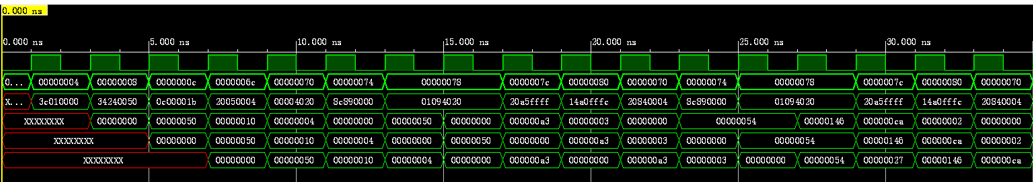 0.000 ns
0.000 ns 5.000 ns 10.000 ns 15.000 ns 20.000 ns 25.000 ns 30.000 ns
0... 00000004 00000008 0000000c 0000006c 00000070 00000074 00000078 0000007c 00000080 00000070 00000074 00000078 0000007c 00000080 00000070
X... 3c010000 34240050 0c00001b 20050004 00004020 8c890000 01094020 20a5ffff 14a0fffc 20840004 8c890000 01094020 20a5ffff 14a0fffc 20840004
XXXXXXXX 00000000 00000050 00000010 00000004 00000000 00000050 00000000 000000a3 00000003 00000000 00000054 00000146 000000ca 00000002 00000000
XXXXXXXX 00000000 00000050 00000010 00000004 00000000 00000050 00000000 000000a3 00000003 00000054 00000146 000000ca 00000002
XXXXXXXX 00000000 00000050 00000010 00000004 00000000 000000a3 00000000 000000a3 00000003 00000000 00000054 00000027 00000146 000000ca